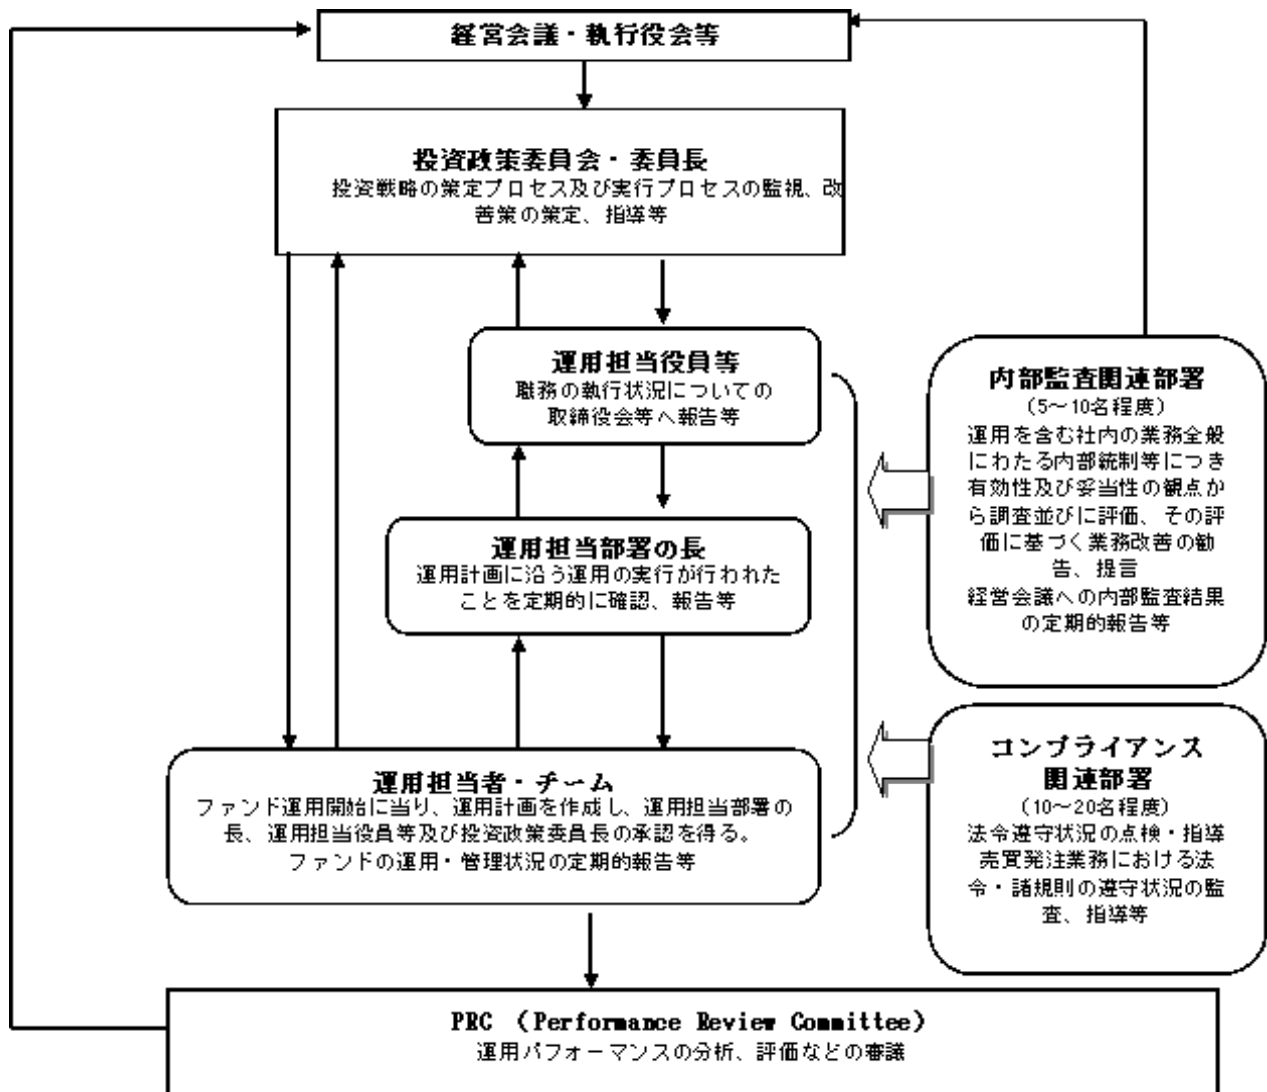 経営会議・執行役会等
投資政策委員会・委員長
投資戦略の策定プロセス及び実行プロセスの監視、改
善策の策定、指導等
運用担当役員等
職務の執行状況についての
取締役会等へ報告等
運用担当部署の長
運用計画に沿う運用の実行が行われた
ことを定期的に確認、報告等
運用担当者・チーム
ファンド運用開始に当り、運用計画を作成し、運用担当部署の
長、運用担当役員等及び投資政策委員長の承認を得る。
ファンドの運用・管理状況の定期的報告等
内部監査関連部署
(5～10名程度)
運用を含む社内の業務全般
にわたる内部統制等につき
有効性及び妥当性の観点か
ら調査並びに評価、その評
価に基づく業務改善の勧
告、提言
経営会議への内部監査結果
の定期的報告等
コンプライアンス
関連部署
(10～20名程度)
法令遵守状況の点検・指導
売買発注業務における法
令・諸規則の遵守状況の監
査、指導等
PRC (Performance Review Committee)
運用パフォーマンスの分析、評価などの審議